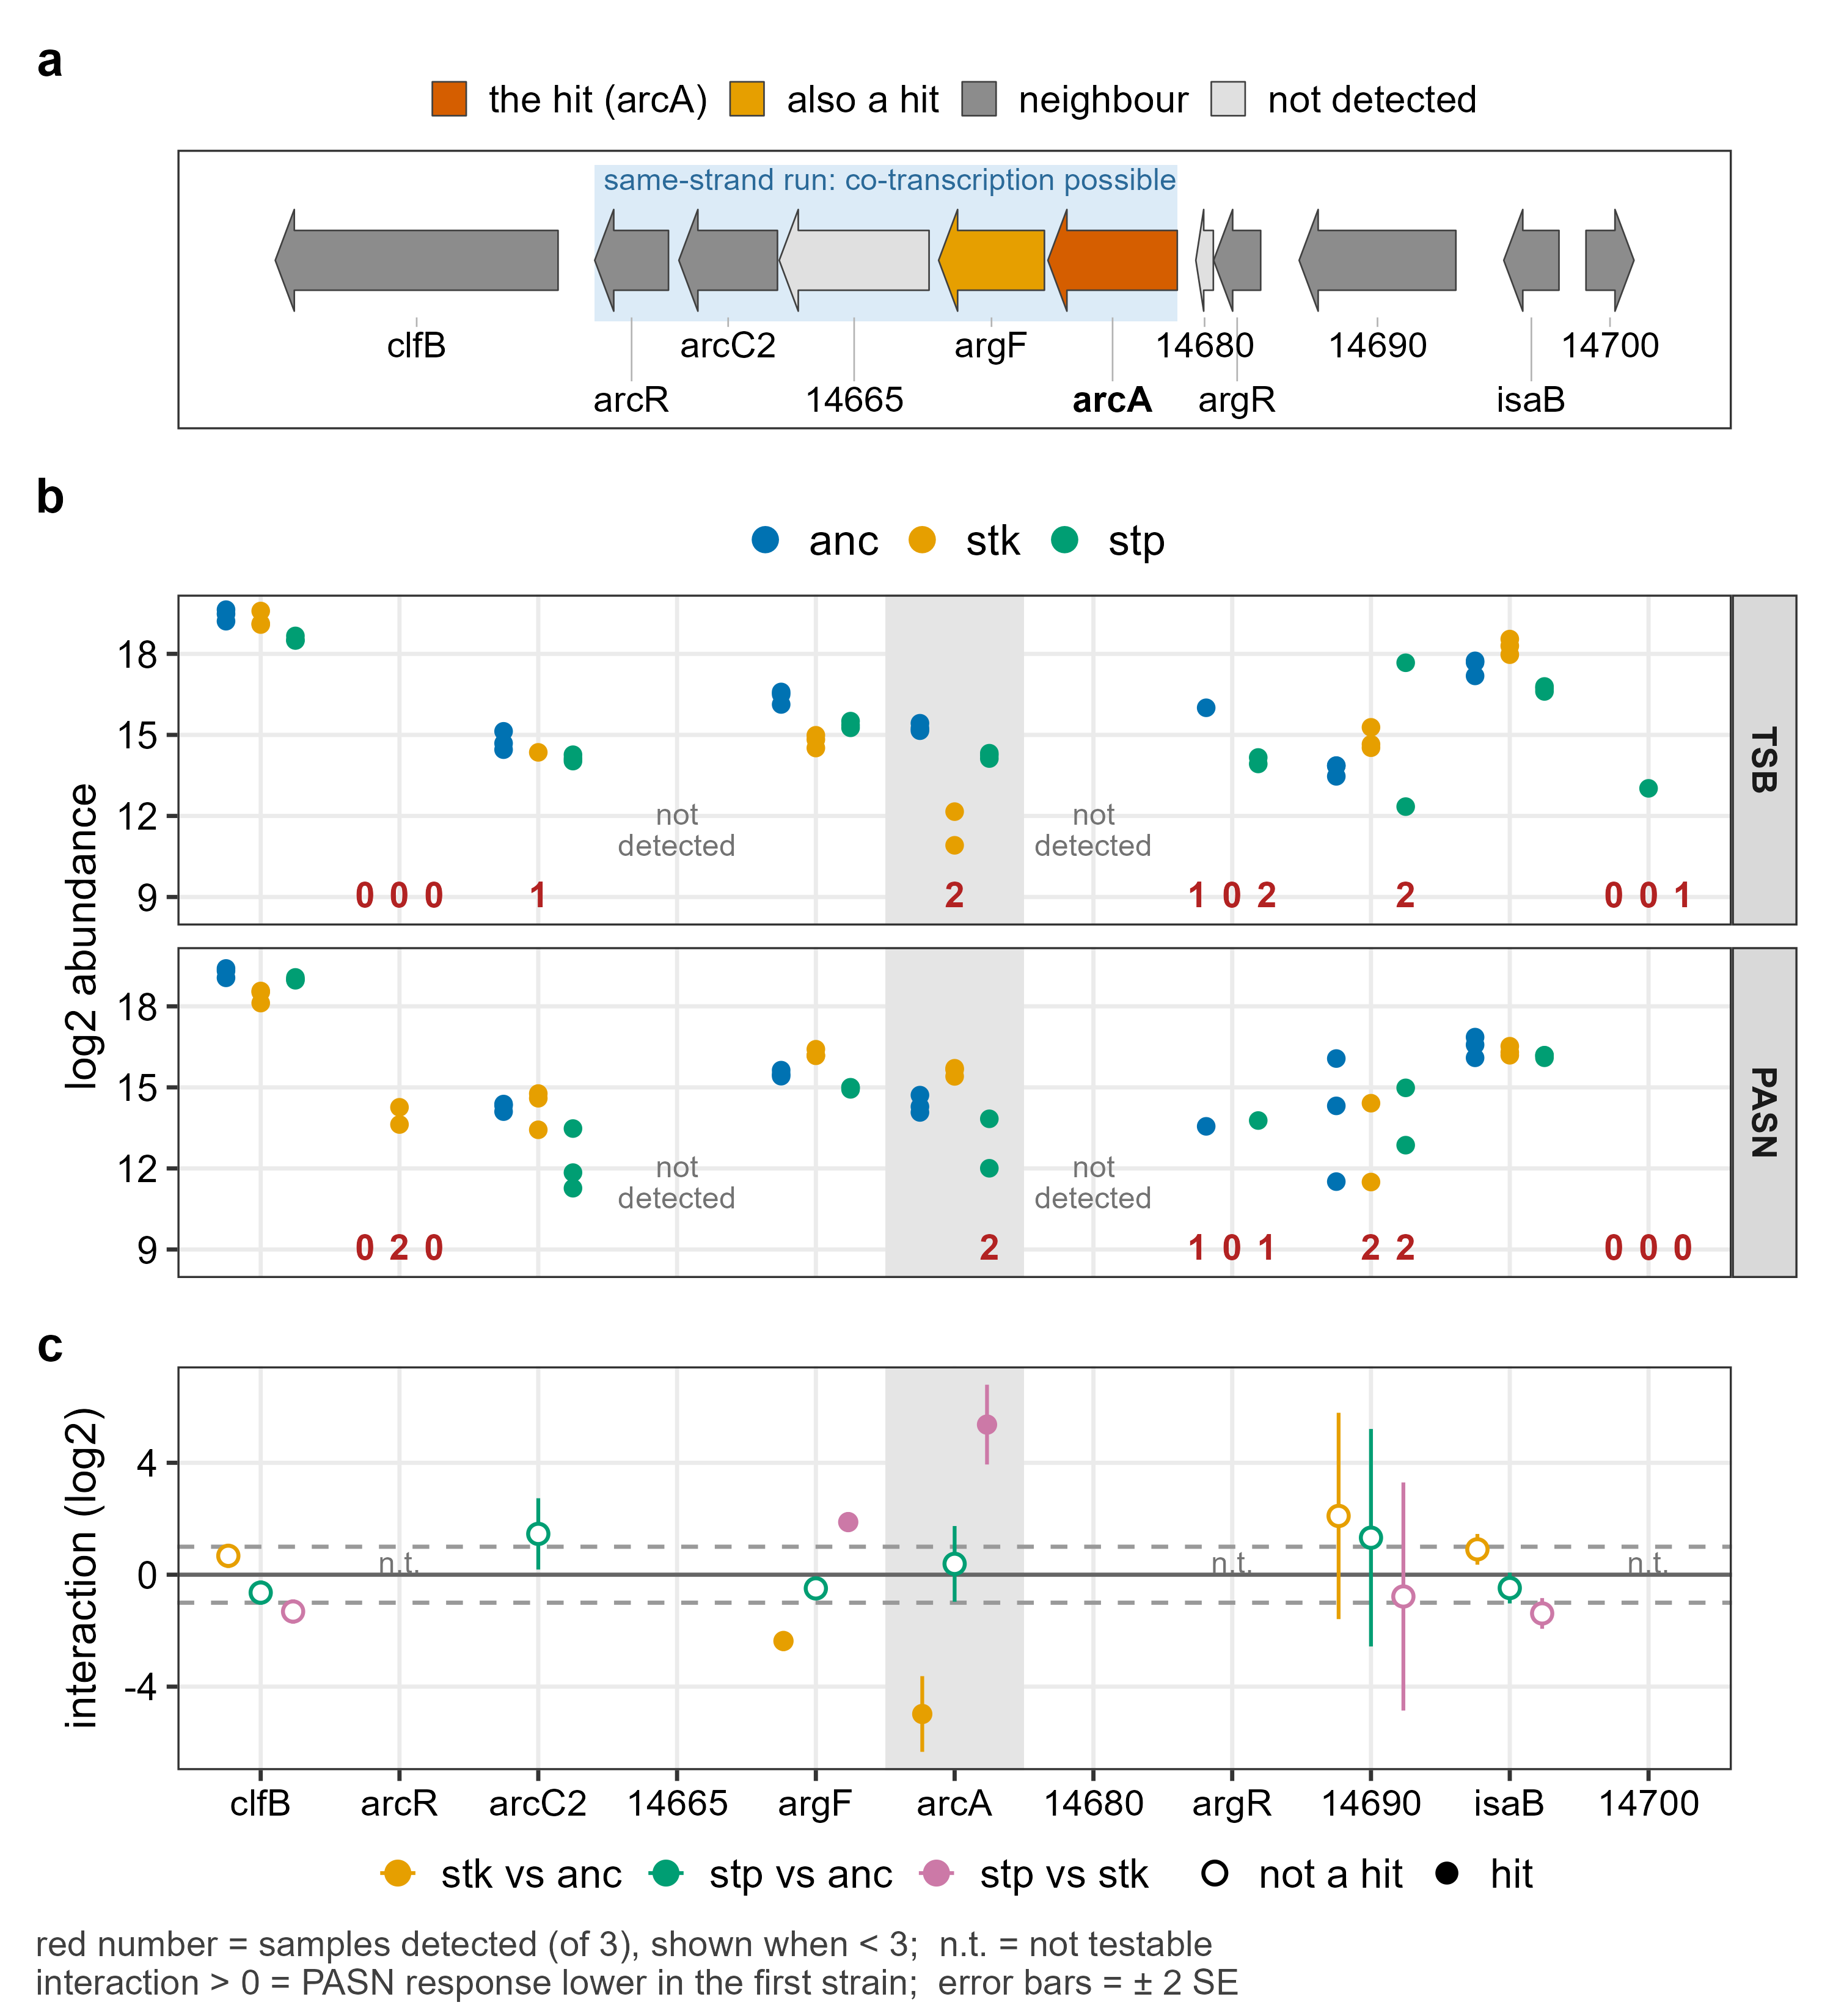 a
the hit (arcA) also a hit neighbour not detected
same-strand run: co-transcription possible
clfB arcC2 argF 14680 14690 14700
arcR 14665 arcA argR isaB
b
anc stk stp
log2 abundance
18
15
12
9
not
detected
not
detected
0 0 0 1 2 1 0 2 2 0 0 1
TSB
18
15
12
9
not
detected
not
detected
0 2 0 2 1 0 1 2 2 0 0 0
PASN
c
interaction (log2)
4
0
-4
n.t. n.t. n.t.
clfB arcR arcC2 14665 argF arcA 14680 argR 14690 isaB 14700
stk vs anc stp vs anc stp vs stk not a hit hit
red number = samples detected (of 3), shown when < 3; n.t. = not testable
interaction > 0 = PASN response lower in the first strain; error bars = ± 2 SE